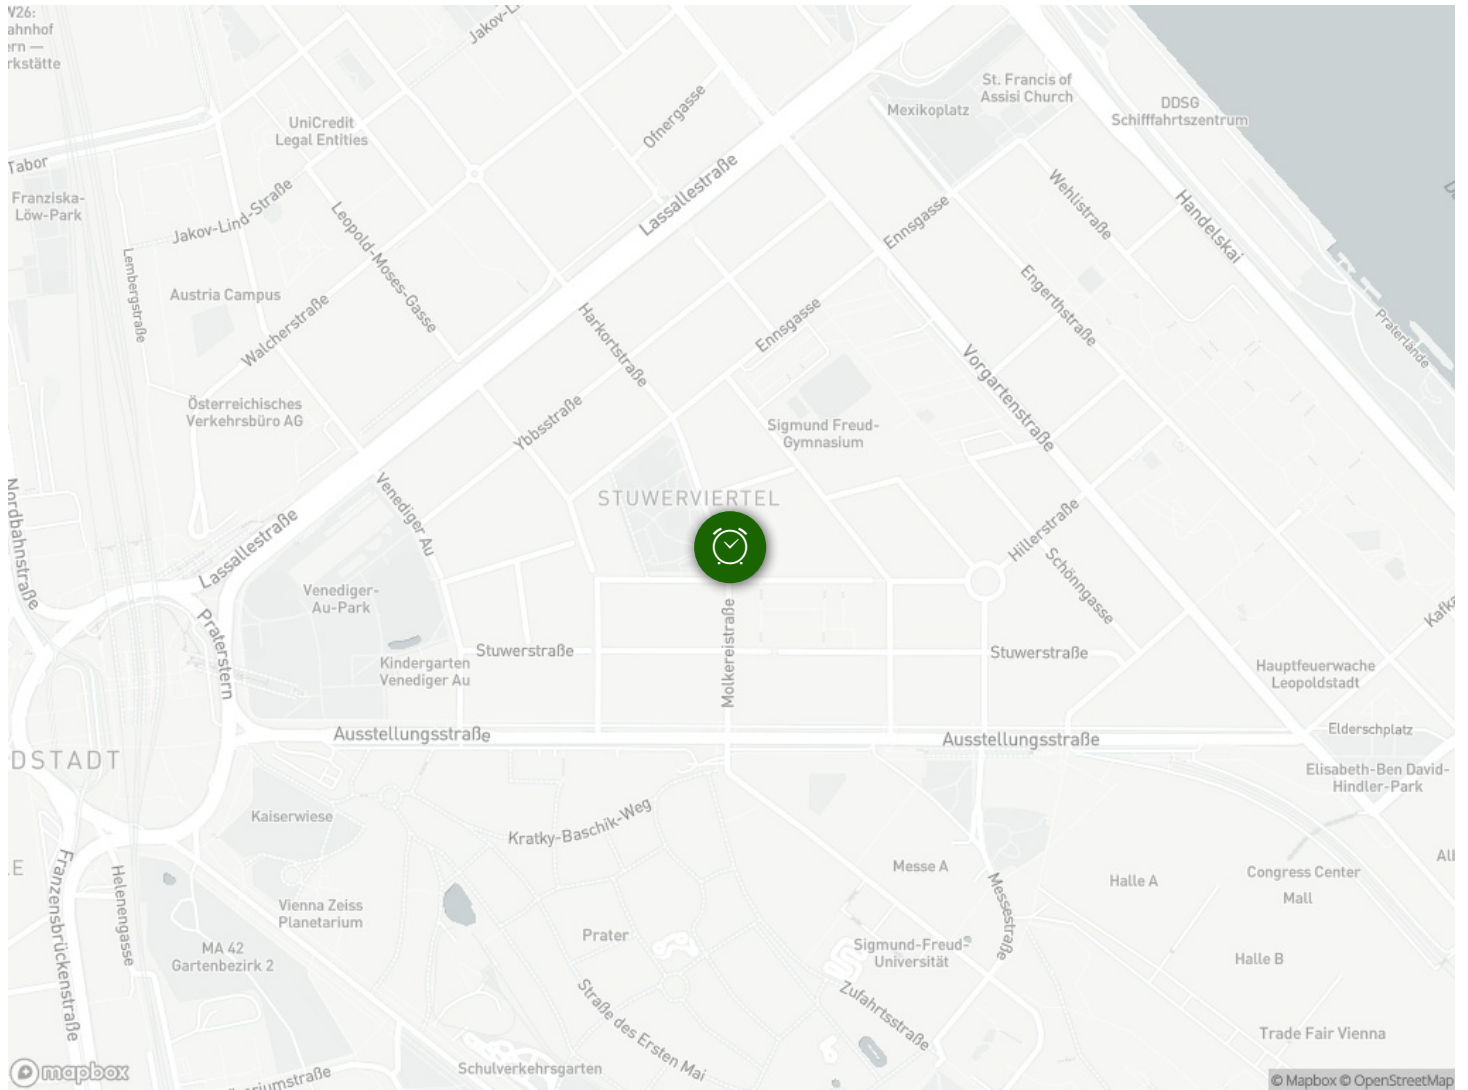 W26:
ahnhof
ern —
rkstätte
Jakov-L
UniCredit
Legal Entities
Ofnergasse
Mexikoplatz
St. Francis of
Assisi Church
DDSG
Schifffahrtszentrum
Tabor
Franziska-
Löw-Park
Jakov-Lind-Straße
Leopold-Moses-Gasse
Lassallestraße
Ennsgasse
Wehlistraße
Handelskai
Lembergstraße
Austria Campus
Walcherstraße
Harkortstraße
Ennsgasse
Engerthstraße
Praterlände
Vorgartenstraße
Österreichisches
Verkehrsbüro AG
Ybbsstraße
Sigmund Freud-
Gymnasium
Nordbahnstraße
Venediger Au
STUWERVIERTEL
Lassallestraße
Hillerstraße
Schönngasse
Venediger-
Au-Park
Praterstern
Kafka
Kindergarten
Venediger Au
Stuwerstraße
Molkereistraße
Stuwerstraße
Hauptfeuerwache
Leopoldstadt
Ausstellungsstraße
Ausstellungsstraße
Elderschplatz
DSTADT
Elisabeth-Ben David-
Hindler-Park
Kaiserwiese
Kratky-Baschik-Weg
LE
Franzensbrückenstraße
Helenengasse
Messe A
Halle A
Congress Center
Mall
Messestraße
Vienna Zeiss
Planetarium
Prater
MA 42
Gartenbezirk 2
Sigmund-Freud-
Universität
Halle B
Straße des Ersten Mai
Zufahrtsstraße
Trade Fair Vienna
Schulverkehrsgarten
mapbox
© Mapbox © OpenStreetMap